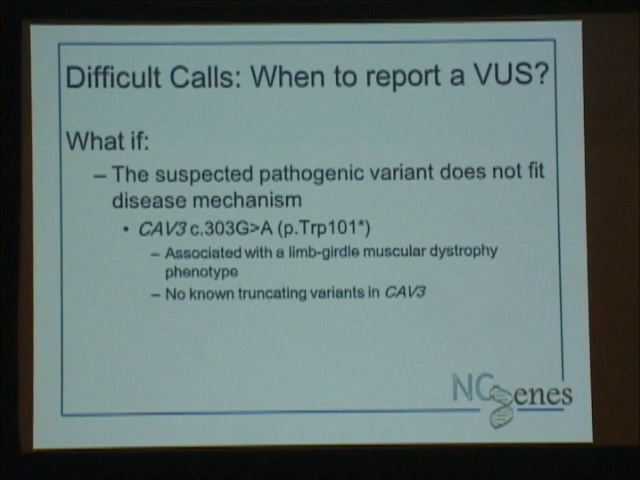 Difficult Calls: When to report a VUS?
What if:
– The suspected pathogenic variant does not fit
disease mechanism
• CAV3 c.303G>A (p.Trp101*)
– Associated with a limb-girdle muscular dystrophy
phenotype
– No known truncating variants in CAV3
NCgenes